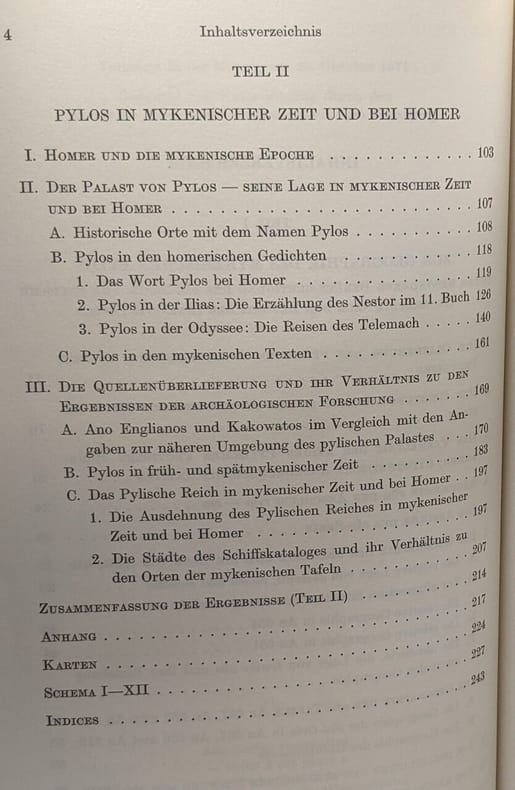 4 Inhaltsverzeichnis
TEIL II
PYLOS IN MYKENISCHER ZEIT UND BEI HOMER
I. Homer und die mykenische Epoche . . . . . . . . . . . . . 103
II. Der Palast von Pylos — seine Lage in mykenischer Zeit
und bei Homer . . . . . . . . . . . . . . . . . . . . . . . . . . 107
A. Historische Orte mit dem Namen Pylos . . . . . . . . . . . 108
B. Pylos in den homerischen Gedichten . . . . . . . . . . . . 118
1. Das Wort Pylos bei Homer . . . . . . . . . . . . . . . . 119
2. Pylos in der Ilias: Die Erzählung des Nestor im 11. Buch 126
3. Pylos in der Odyssee: Die Reisen des Telemach . . . . . 140
C. Pylos in den mykenischen Texten . . . . . . . . . . . . . . 161
III. Die Quellenüberlieferung und ihr Verhältnis zu den
Ergebnissen der archäologischen Forschung . . . . . . . 169
A. Ano Englianos und Kakowatos im Vergleich mit den An-
gaben zur näheren Umgebung des pylischen Palastes . . . 170
B. Pylos in früh- und spätmykenischer Zeit . . . . . . . . . 183
C. Das Pylische Reich in mykenischer Zeit und bei Homer . . 197
1. Die Ausdehnung des Pylischen Reiches in mykenischer
Zeit und bei Homer . . . . . . . . . . . . . . . . . . . 197
2. Die Städte des Schiffskataloges und ihr Verhältnis zu
den Orten der mykenischen Tafeln . . . . . . . . . . . 207
Zusammenfassung der Ergebnisse (Teil II) . . . . . . . . . . 214
Anhang . . . . . . . . . . . . . . . . . . . . . . . . . . . . . . 217
Karten . . . . . . . . . . . . . . . . . . . . . . . . . . . . . . 224
Schema I—XII . . . . . . . . . . . . . . . . . . . . . . . . . . 227
Indices . . . . . . . . . . . . . . . . . . . . . . . . . . . . . . 243